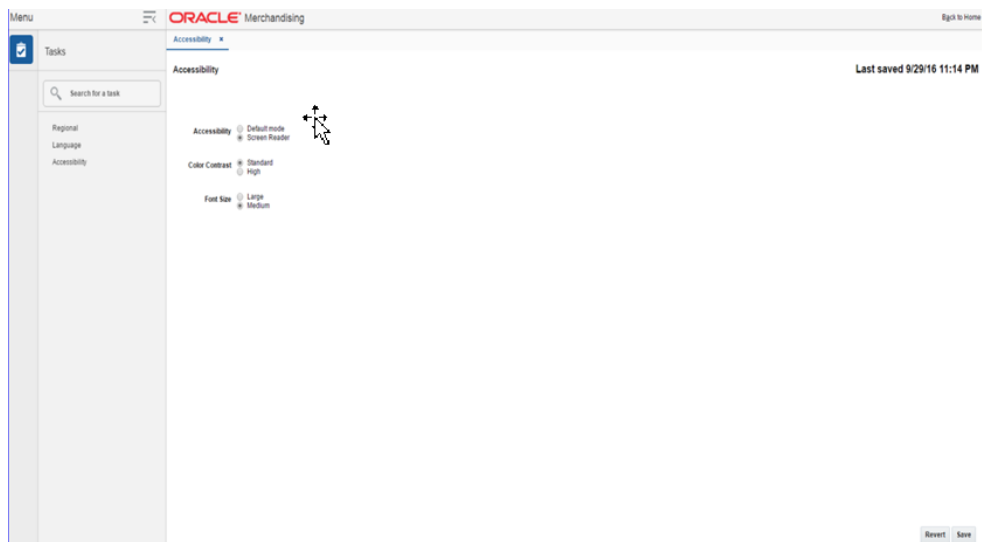 Menu
ORACLE® Merchandising
Back to Home
Tasks
Accessibility ×
Accessibility
Last saved 9/29/16 11:14 PM
Search for a task
Regional
Language
Accessibility
Accessibility
Default mode
Screen Reader
Color Contrast
Standard
High
Font Size
Large
Medium
Revert Save